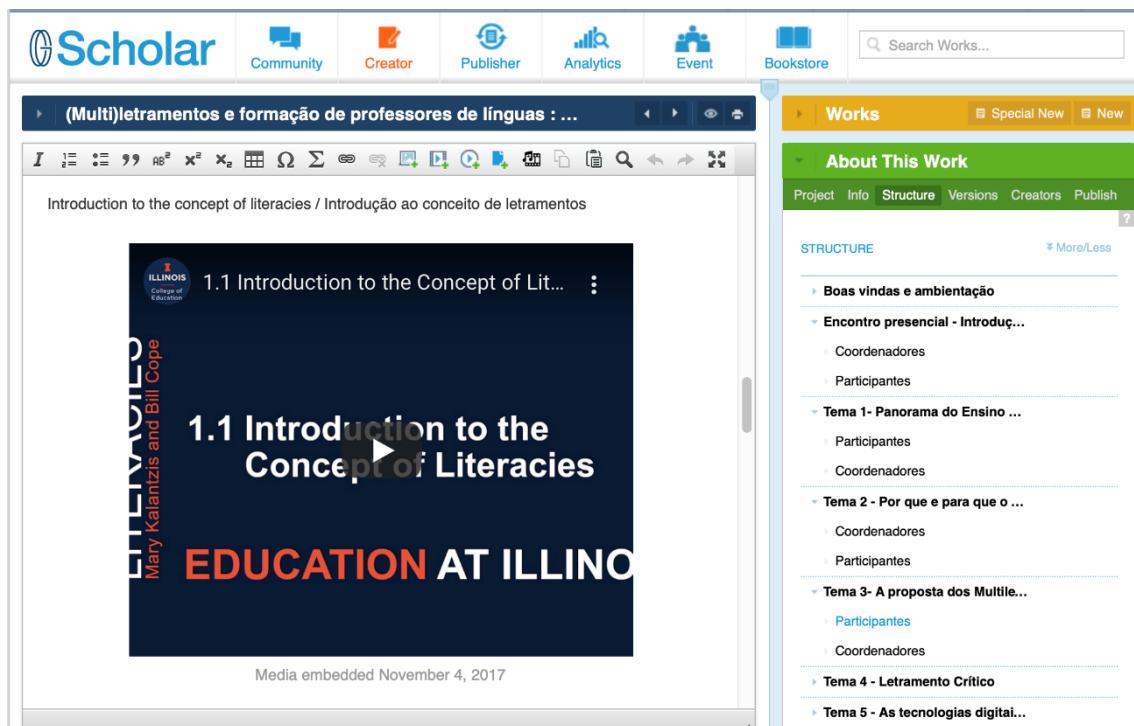 Scholar
Community
Creator
Publisher
Analytics
Event
Bookstore
Search Works...
(Multi)letramentos e formação de professores de línguas : ...
Introduction to the concept of literacies / Introdução ao conceito de letramentos
ILLINOIS
College of
Education
1.1 Introduction to the Concept of Lit...
LITERACIES
Mary Kalantzis and Bill Cope
1.1 Introduction to the
Concept of Literacies
EDUCATION AT ILLINO
Media embedded November 4, 2017
Works
Special New
New
About This Work
Project Info Structure Versions Creators Publish
?
STRUCTURE
More/Less
Boas vindas e ambientação
Encontro presencial - Introduç...
Coordenadores
Participantes
Tema 1- Panorama do Ensino ...
Participantes
Coordenadores
Tema 2 - Por que e para que o ...
Coordenadores
Participantes
Tema 3- A proposta dos Multile...
Participantes
Coordenadores
Tema 4 - Letramento Crítico
Tema 5 - As tecnologias digitai...